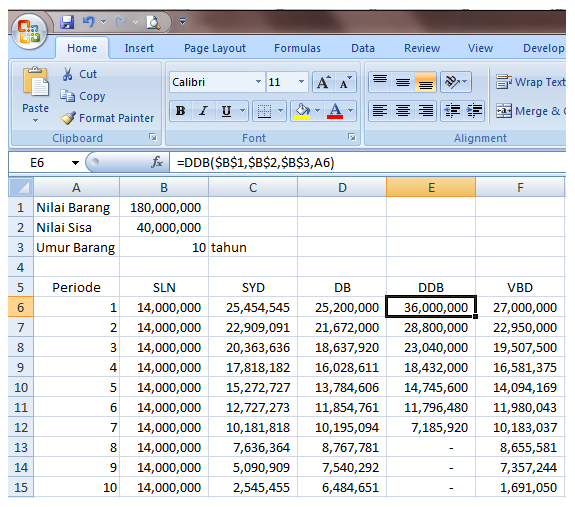 Home Insert Page Layout Formulas Data Review View Develop
Paste Cut Calibri 11 A A Wrap Text
Copy
Format Painter B I U A Merge &
Clipboard Font Alignment
E6 fx =DDB($B$1,$B$2,$B$3,A6)
A B C D E F
1 Nilai Barang 180,000,000
2 Nilai Sisa 40,000,000
3 Umur Barang 10 tahun
4
5 Periode SLN SYD DB DDB VBD
6 1 14,000,000 25,454,545 25,200,000 36,000,000 27,000,000
7 2 14,000,000 22,909,091 21,672,000 28,800,000 22,950,000
8 3 14,000,000 20,363,636 18,637,920 23,040,000 19,507,500
9 4 14,000,000 17,818,182 16,028,611 18,432,000 16,581,375
10 5 14,000,000 15,272,727 13,784,606 14,745,600 14,094,169
11 6 14,000,000 12,727,273 11,854,761 11,796,480 11,980,043
12 7 14,000,000 10,181,818 10,195,094 7,185,920 10,183,037
13 8 14,000,000 7,636,364 8,767,781 - 8,655,581
14 9 14,000,000 5,090,909 7,540,292 - 7,357,244
15 10 14,000,000 2,545,455 6,484,651 - 1,691,050